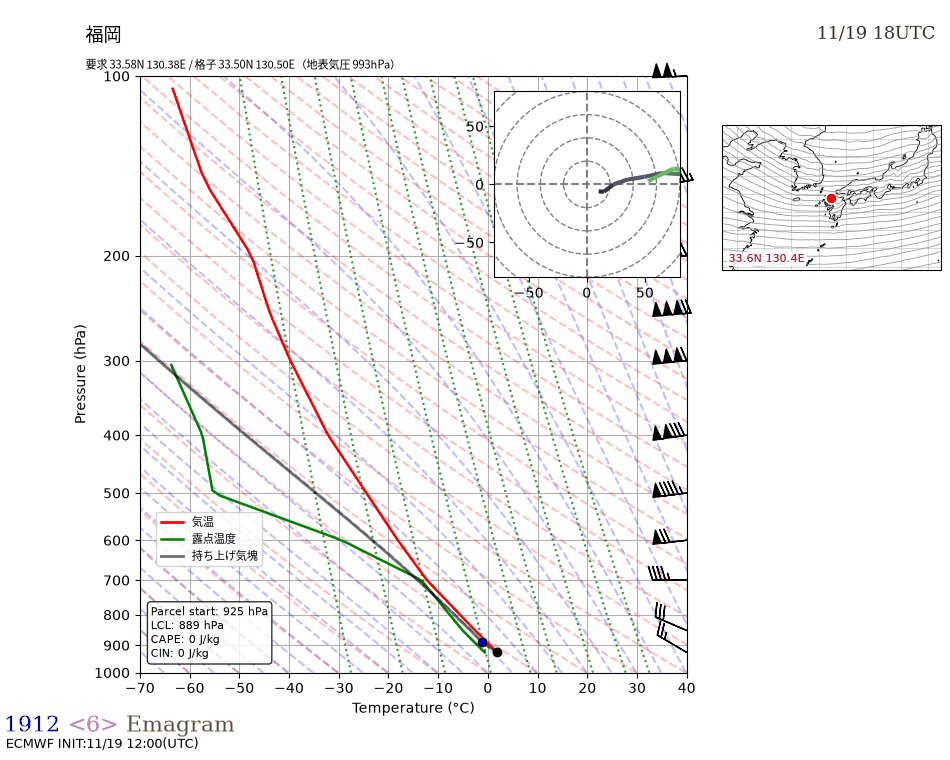 福岡
11/19 18UTC
要求 33.58N 130.38E / 格子 33.50N 130.50E（地表気圧 993hPa）
100
200
300
400
500
600
700
800
900
1000
Pressure (hPa)
50
0
−50
−50 0 50
33.6N 130.4E
気温
露点温度
持ち上げ気塊
Parcel start: 925 hPa
LCL: 889 hPa
CAPE: 0 J/kg
CIN: 0 J/kg
−70 −60 −50 −40 −30 −20 −10 0 10 20 30 40
Temperature (°C)
1912 <6> Emagram
ECMWF INIT:11/19 12:00(UTC)